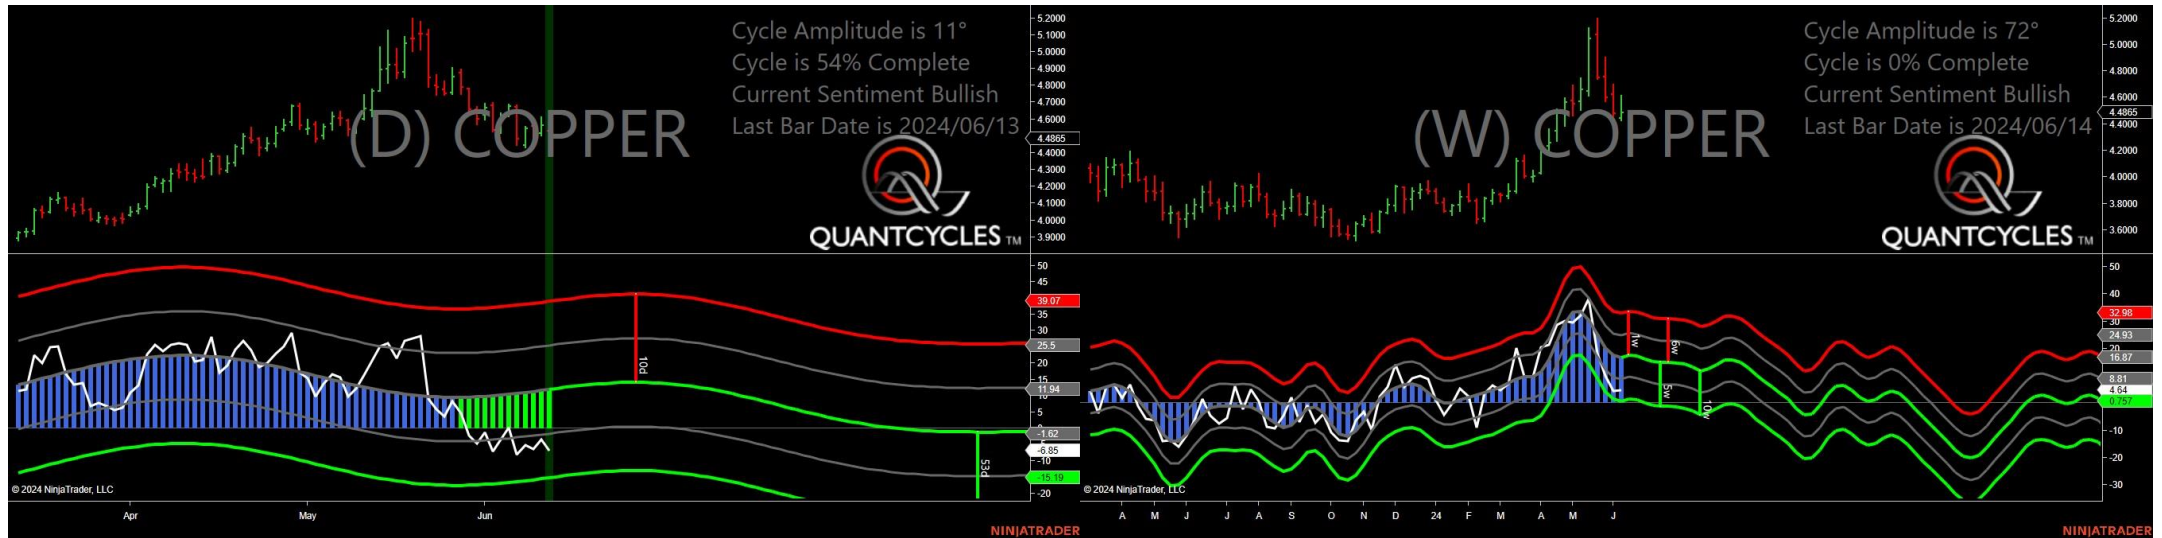 Cycle Amplitude is 11°
Cycle is 54% Complete
Current Sentiment Bullish
Last Bar Date is 2024/06/13
(D) COPPER
QUANTCYCLES TM
5.2000
5.1000
4.9000
4.8000
4.7000
4.6000
4.4865
4.4000
4.3000
4.2000
4.1000
4.0000
3.9000
50
45
39.07
35
30
25.5
20
15
11.94
10
5
0
-1.62
-6.85
-10
-15.19
-20
10d
53d
© 2024 NinjaTrader, LLC
Apr
May
Jun
NINJATRADER
Cycle Amplitude is 72°
Cycle is 0% Complete
Current Sentiment Bullish
Last Bar Date is 2024/06/14
(W) COPPER
QUANTCYCLES TM
5.2000
5.0000
4.8000
4.6000
4.4865
4.4000
4.2000
4.0000
3.8000
3.6000
50
40
32.98
30
24.93
20
16.87
8.81
4.64
0.757
-10
-20
-30
1w
6w
5w
10w
© 2024 NinjaTrader, LLC
A M J J A S O N D 24 F M A M J
NINJATRADER